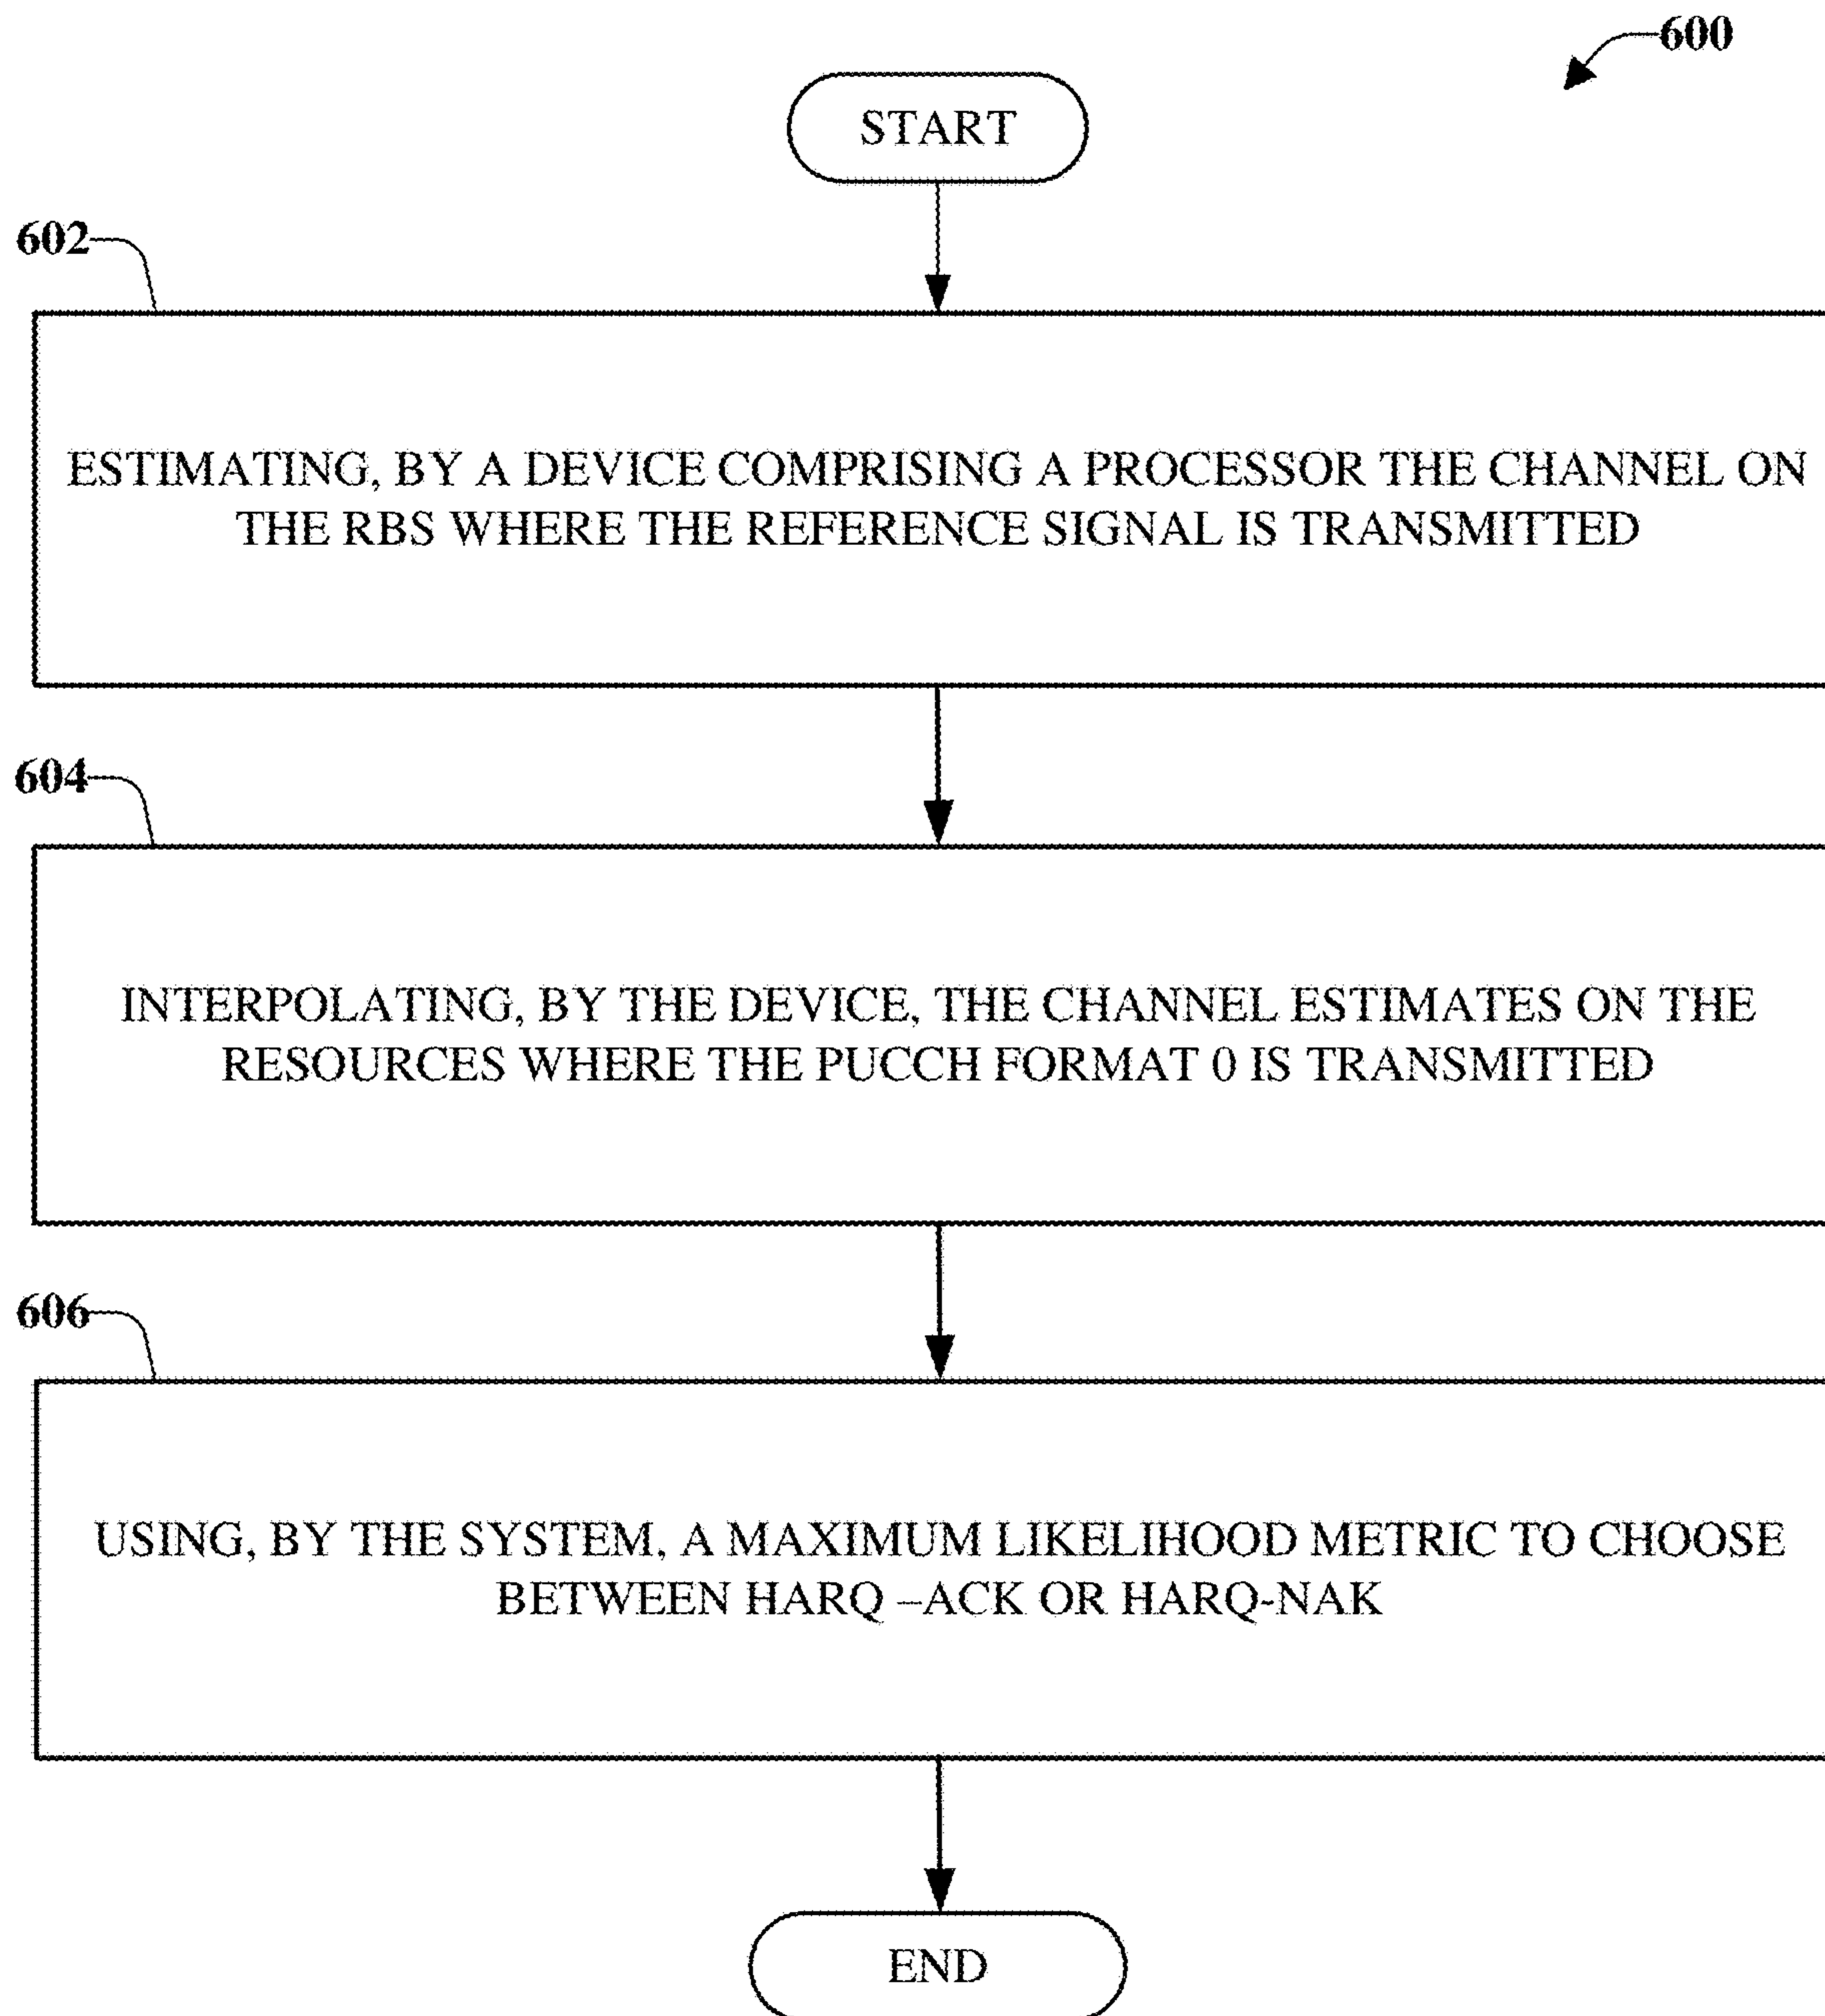 600
START
602
ESTIMATING, BY A DEVICE COMPRISING A PROCESSOR THE CHANNEL ON
THE RBS WHERE THE REFERENCE SIGNAL IS TRANSMITTED
604
INTERPOLATING, BY THE DEVICE, THE CHANNEL ESTIMATES ON THE
RESOURCES WHERE THE PUCCH FORMAT 0 IS TRANSMITTED
606
USING, BY THE SYSTEM, A MAXIMUM LIKELIHOOD METRIC TO CHOOSE
BETWEEN HARQ –ACK OR HARQ-NAK
END